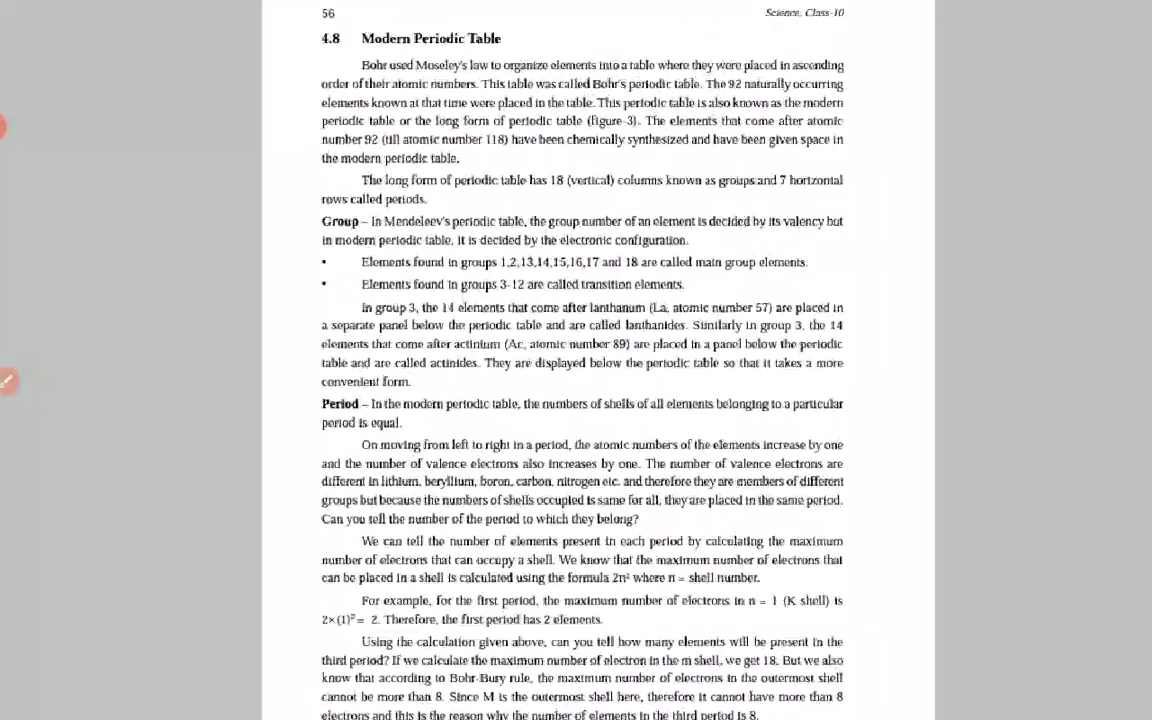 56
Science, Class-10
4.8 Modern Periodic Table
Bohr used Moseley's law to organize elements into a table where they were placed in ascending
order of their atomic numbers. This table was called Bohr's periodic table. The 92 naturally occurring
elements known at that time were placed in the table. This periodic table is also known as the modern
periodic table or the long form of periodic table (figure-3). The elements that come after atomic
number 92 (till atomic number 118) have been chemically synthesized and have been given space in
the modern periodic table.
The long form of periodic table has 18 (vertical) columns known as groups and 7 horizontal
rows called periods.
Group – In Mendeleev's periodic table, the group number of an element is decided by its valency but
in modern periodic table, it is decided by the electronic configuration.
• Elements found in groups 1,2,13,14,15,16,17 and 18 are called main group elements.
• Elements found in groups 3-12 are called transition elements.
In group 3, the 14 elements that come after lanthanum (La, atomic number 57) are placed in
a separate panel below the periodic table and are called lanthanides. Similarly in group 3, the 14
elements that come after actinium (Ac, atomic number 89) are placed in a panel below the periodic
table and are called actinides. They are displayed below the periodic table so that it takes a more
convenient form.
Period – In the modern periodic table, the numbers of shells of all elements belonging to a particular
period is equal.
On moving from left to right in a period, the atomic numbers of the elements increase by one
and the number of valence electrons also increases by one. The number of valence electrons are
different in lithium, beryllium, boron, carbon, nitrogen etc. and therefore they are members of different
groups but because the numbers of shells occupied is same for all, they are placed in the same period.
Can you tell the number of the period to which they belong?
We can tell the number of elements present in each period by calculating the maximum
number of electrons that can occupy a shell. We know that the maximum number of electrons that
can be placed in a shell is calculated using the formula 2n² where n = shell number.
For example, for the first period, the maximum number of electrons in n = 1 (K shell) is
2×(1)² = 2. Therefore, the first period has 2 elements.
Using the calculation given above, can you tell how many elements will be present in the
third period? If we calculate the maximum number of electron in the m shell, we get 18. But we also
know that according to Bohr-Bury rule, the maximum number of electrons in the outermost shell
cannot be more than 8. Since M is the outermost shell here, therefore it cannot have more than 8
electrons and this is the reason why the number of elements in the third period is 8.